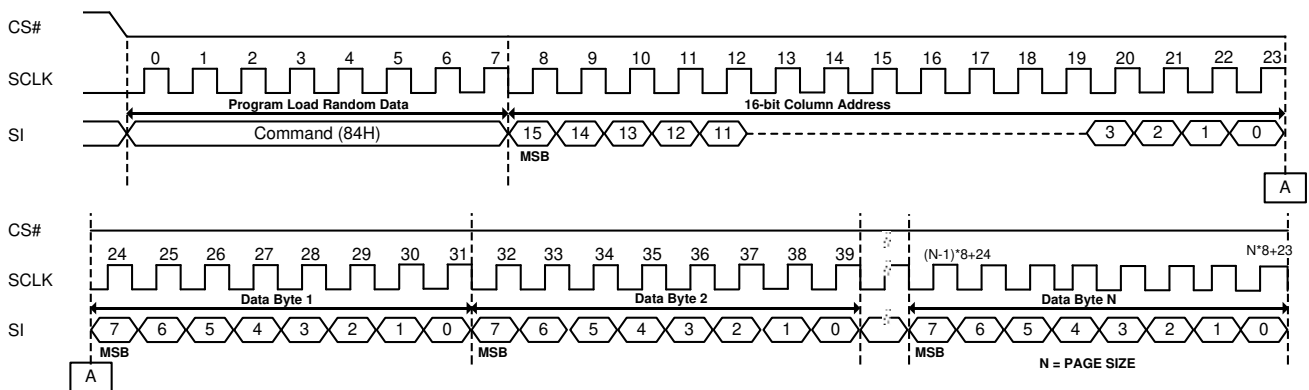 CS#
0 1 2 3 4 5 6 7 8 9 10 11 12 13 14 15 16 17 18 19 20 21 22 23
SCLK
Program Load Random Data 16-bit Column Address
SI Command (84H) 15 14 13 12 11 3 2 1 0
MSB
A
CS#
24 25 26 27 28 29 30 31 32 33 34 35 36 37 38 39 (N-1)*8+24 N*8+23
SCLK
Data Byte 1 Data Byte 2 Data Byte N
SI 7 6 5 4 3 2 1 0 7 6 5 4 3 2 1 0 7 6 5 4 3 2 1 0
MSB MSB MSB
N = PAGE SIZE
A